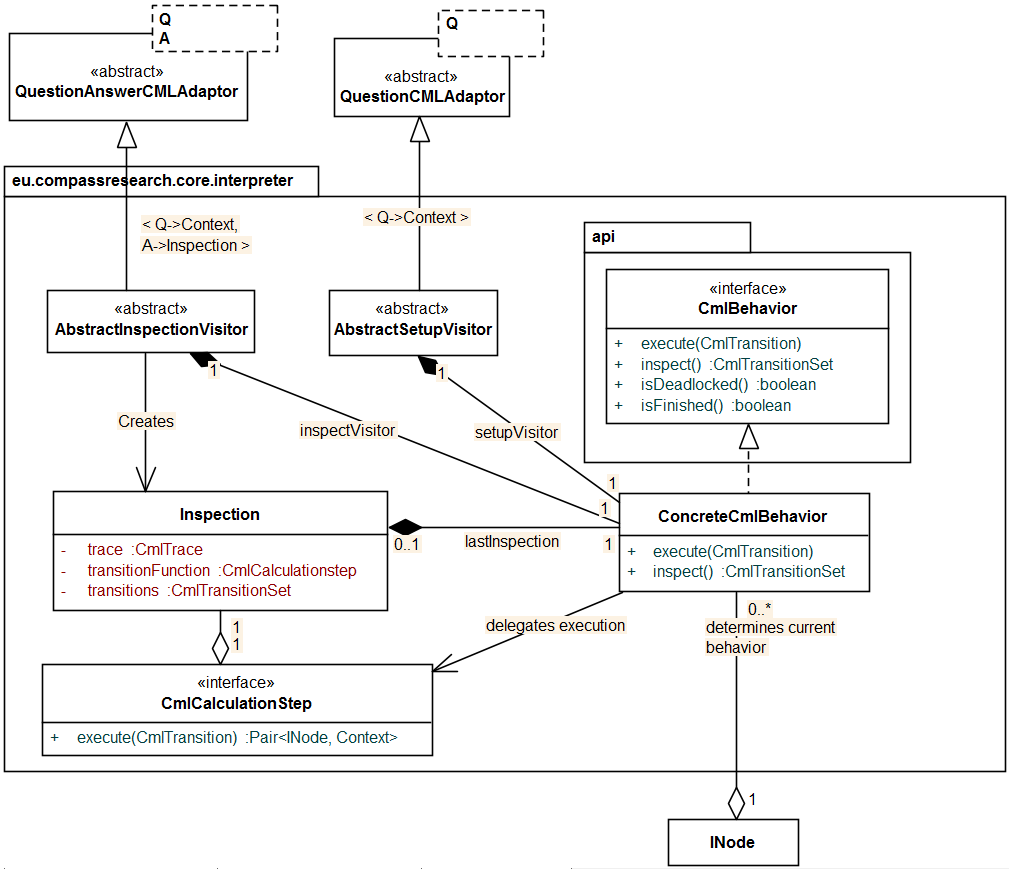 Q
A
«abstract»
QuestionAnswerCMLAdaptor
Q
«abstract»
QuestionCMLAdaptor
eu.compassresearch.core.interpreter
< Q->Context,
A->Inspection >
< Q->Context >
api
«interface»
CmlBehavior
+ execute(CmlTransition)
+ inspect() :CmlTransitionSet
+ isDeadlocked() :boolean
+ isFinished() :boolean
«abstract»
AbstractInspectionVisitor
«abstract»
AbstractSetupVisitor
1
1
Creates
inspectVisitor
setupVisitor
1
1
Inspection
- trace :CmlTrace
- transitionFunction :CmlCalculationstep
- transitions :CmlTransitionSet
0..1
lastInspection
1
ConcreteCmlBehavior
+ execute(CmlTransition)
+ inspect() :CmlTransitionSet
1
1
delegates execution
0..*
determines current
behavior
«interface»
CmlCalculationStep
+ execute(CmlTransition) :Pair<INode, Context>
1
INode